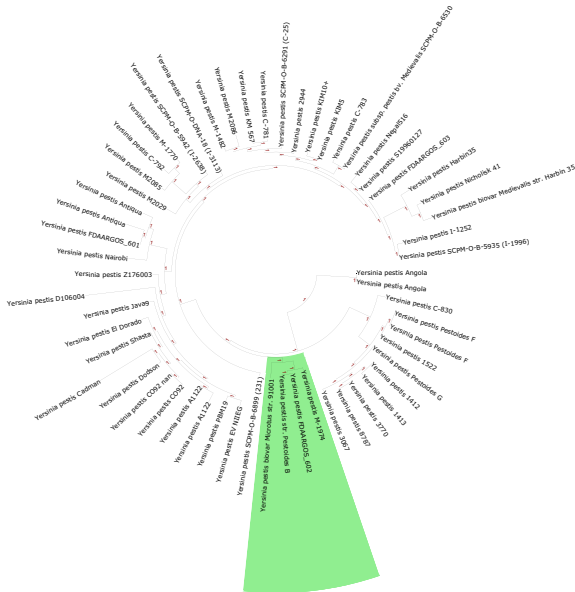 Yersinia pestis Angola
Yersinia pestis Angola
Yersinia pestis C-830
Yersinia pestis Pestoides F
Yersinia pestis Pestoides F
Yersinia pestis 1522
Yersinia pestis Pestoides G
Yersinia pestis 1412
Yersinia pestis 1413
Yersinia pestis 3770
Yersinia pestis 8787
Yersinia pestis 3067
Yersinia pestis M-1974
Yersinia pestis FDAARGOS_602
Yersinia pestis str. Pestoides B
Yersinia pestis biovar Microtus str. 91001
Yersinia pestis SCPM-O-B-6899 (231)
Yersinia pestis EV NIIEG
Yersinia pestis PBM19
Yersinia pestis A1122
Yersinia pestis A1122
Yersinia pestis CO92
Yersinia pestis CO92 nan
Yersinia pestis Dodson
Yersinia pestis Cadman
Yersinia pestis Shasta
Yersinia pestis El Dorado
Yersinia pestis Java9
Yersinia pestis D106004
Yersinia pestis Z176003
Yersinia pestis Nairobi
Yersinia pestis FDAARGOS_601
Yersinia pestis Antiqua
Yersinia pestis Antiqua
Yersinia pestis M2029
Yersinia pestis M2085
Yersinia pestis C-792
Yersinia pestis M-1770
Yersinia pestis SCPM-O-B-5942 (I-2638)
Yersinia pestis SCPM-O-DNA-18 (I-3113)
Yersinia pestis M-1482
Yersinia pestis M2086
Yersinia pestis KM 567
Yersinia pestis C-781
Yersinia pestis SCPM-O-B-6291 (C-25)
Yersinia pestis 2944
Yersinia pestis KIM10+
Yersinia pestis KIM5
Yersinia pestis C-783
Yersinia pestis subsp. pestis bv. Medievalis SCPM-O-B-6530
Yersinia pestis Nepal516
Yersinia pestis S19960127
Yersinia pestis FDAARGOS_603
Yersinia pestis Harbin35
Yersinia pestis Nicholisk 41
Yersinia pestis biovar Medievalis str. Harbin 35
Yersinia pestis I-1252
Yersinia pestis SCPM-O-B-5935 (I-1996)